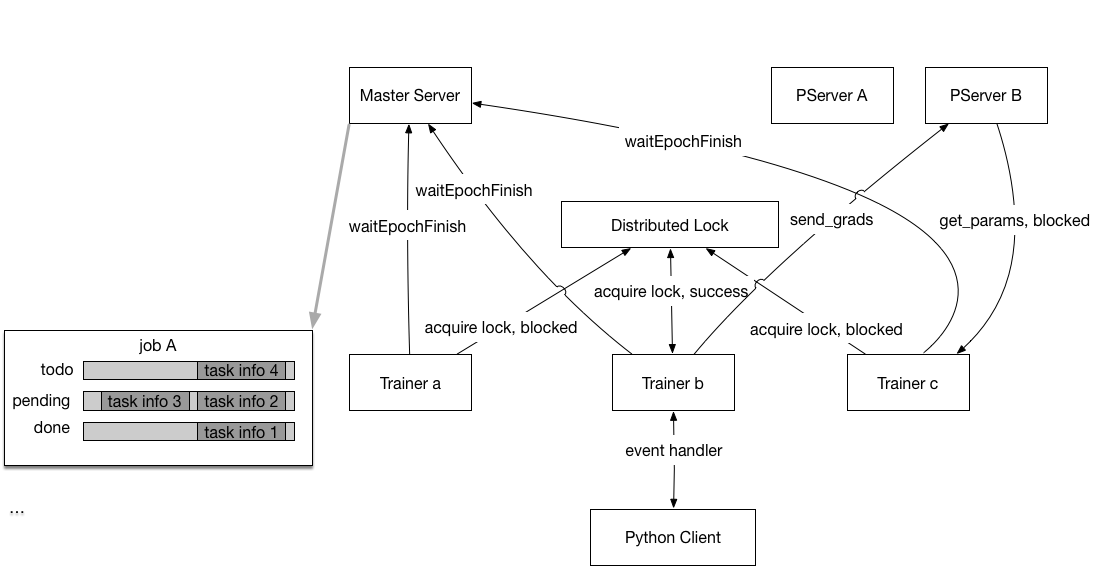 Master Server
PServer A
PServer B
waitEpochFinish
waitEpochFinish
waitEpochFinish
Distributed Lock
send_grads
get_params, blocked
acquire lock, success
acquire lock, blocked
acquire lock, blocked
job A
todo
task info 4
pending
task info 3
task info 2
done
task info 1
...
Trainer a
Trainer b
Trainer c
event handler
Python Client